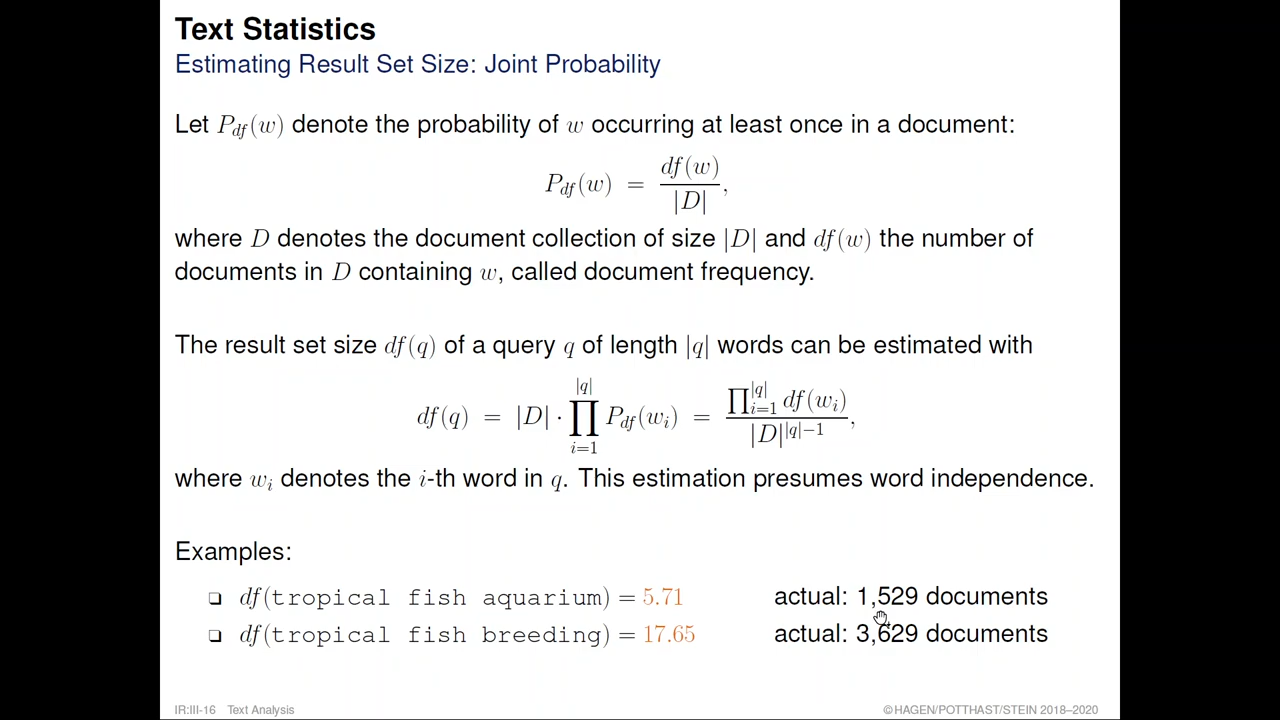 Text Statistics
Estimating Result Set Size: Joint Probability
Let P_df(w) denote the probability of w occurring at least once in a document:
P_df(w) = df(w) / |D|,
where D denotes the document collection of size |D| and df(w) the number of
documents in D containing w, called document frequency.
The result set size df(q) of a query q of length |q| words can be estimated with
df(q) = |D| · ∏_{i=1}^{|q|} P_df(w_i) = ∏_{i=1}^{|q|} df(w_i) / |D|^{|q|−1},
where w_i denotes the i-th word in q. This estimation presumes word independence.
Examples:
❑ df(tropical fish aquarium) = 5.71 actual: 1,529 documents
❑ df(tropical fish breeding) = 17.65 actual: 3,629 documents
IR:III-16 Text Analysis ©HAGEN/POTTHAST/STEIN 2018–2020